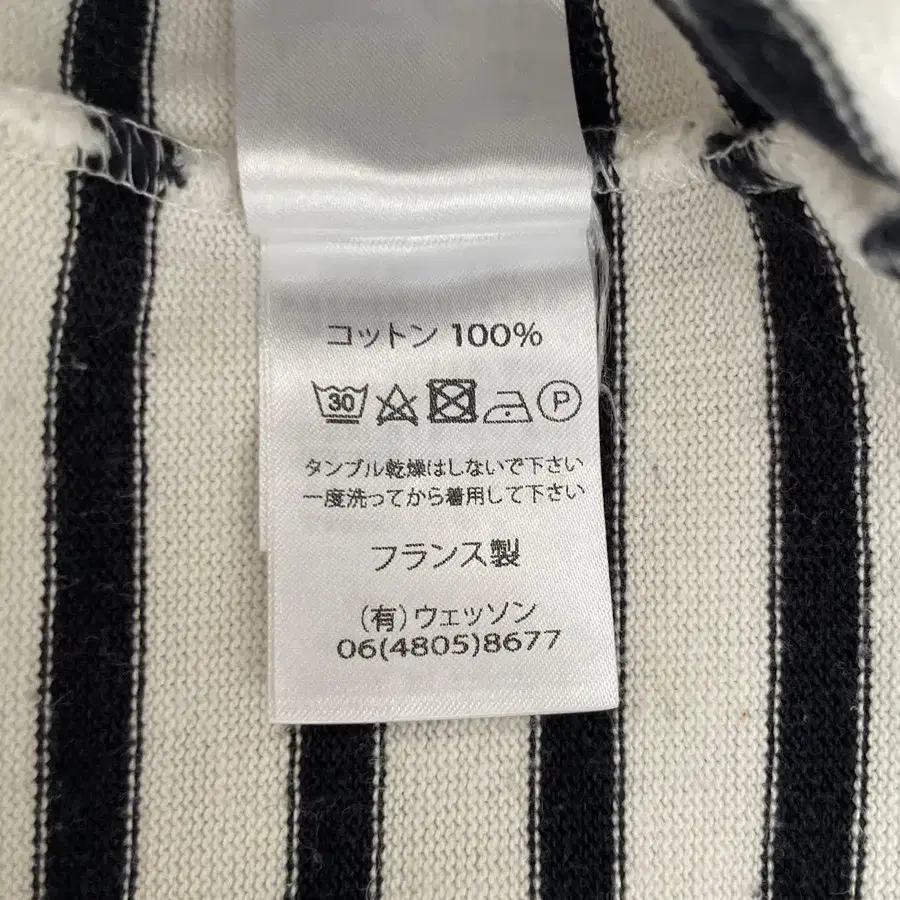 コットン 100%
30 P
タンブル乾燥はしないで下さい
一度洗ってから着用して下さい
フランス製
(有)ウェッソン
06(4805)8677